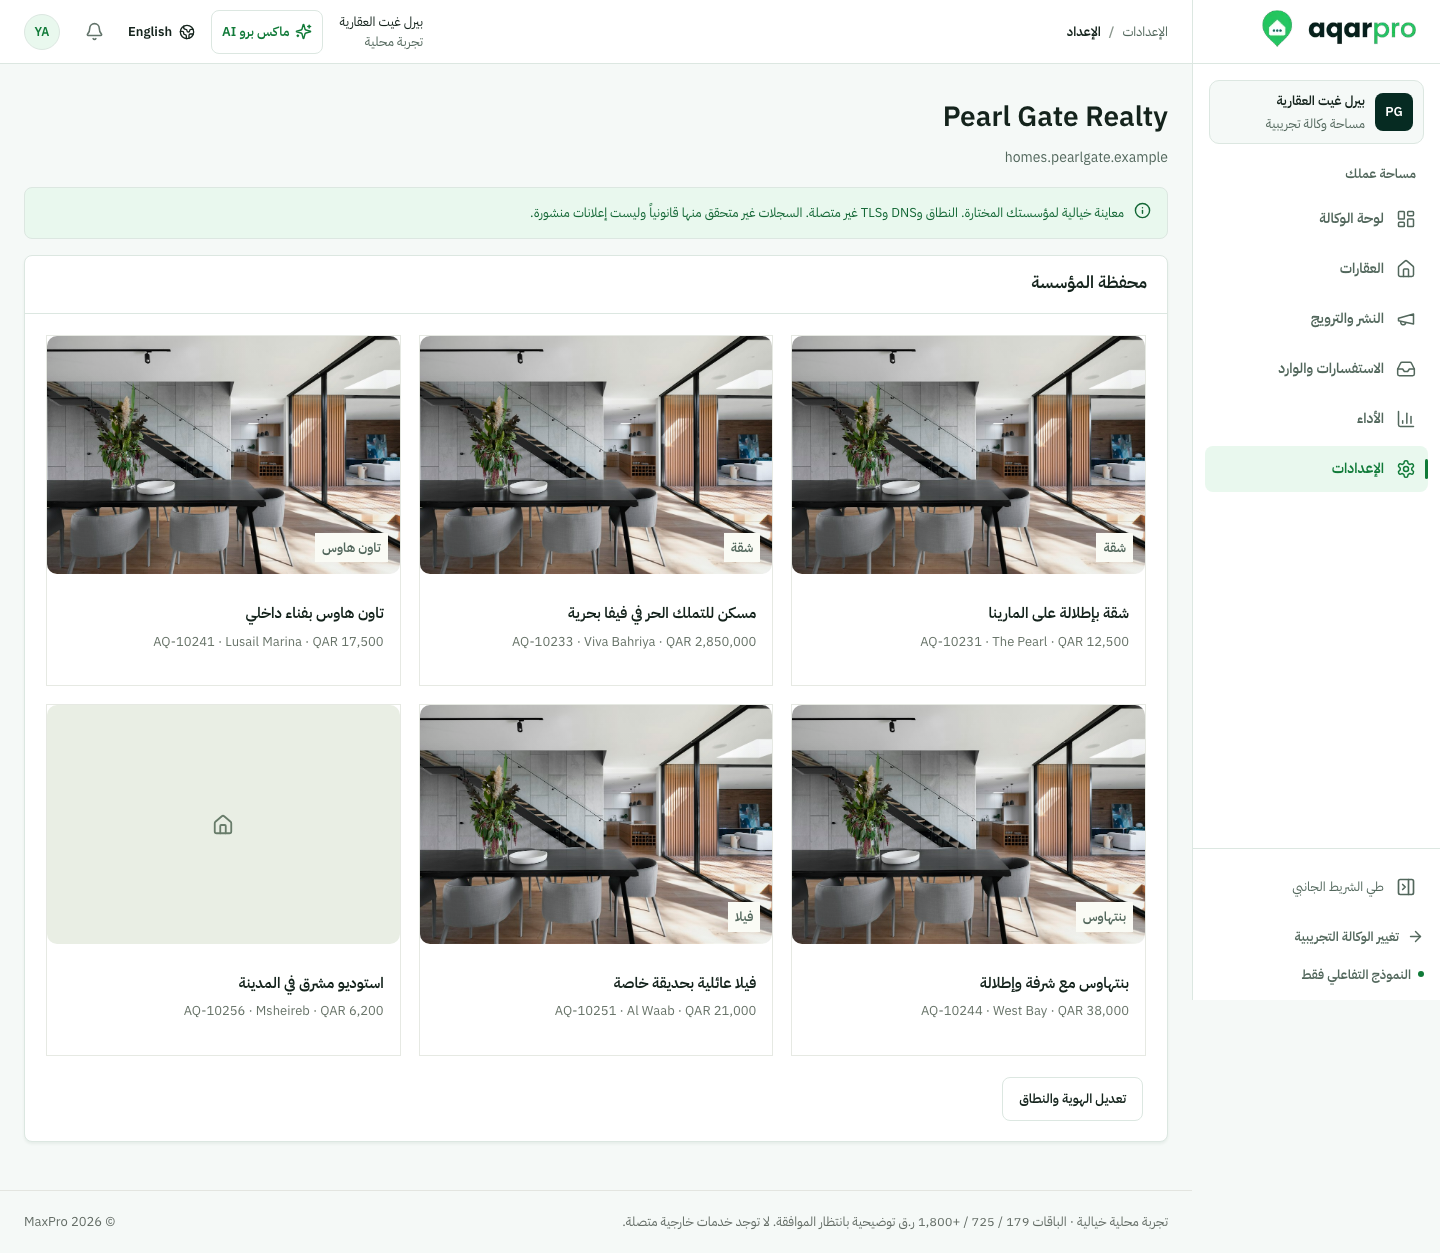 aqarpro
PG
بيرل غيت العقارية
مساحة وكالة تجريبية
مساحة عملك
لوحة الوكالة
العقارات
النشر والترويج
الاستفسارات والوارد
الأداء
الإعدادات
طي الشريط الجانبي
تغيير الوكالة التجريبية
النموذج التفاعلي فقط
الإعدادات / الإعداد
بيرل غيت العقارية
تجربة محلية
ماكس برو AI
English
YA
Pearl Gate Realty
homes.pearlgate.example
معاينة خيالية لمؤسستك المختارة. النطاق وDNS وTLS غير متصلة. السجلات غير متحقق منها قانونياً وليست إعلانات منشورة.
محفظة المؤسسة
شقة
شقة بإطلالة على المارينا
AQ-10231 · The Pearl · QAR 12,500
شقة
مسكن للتملك الحر في فيفا بحرية
AQ-10233 · Viva Bahriya · QAR 2,850,000
تاون هاوس
تاون هاوس بفناء داخلي
AQ-10241 · Lusail Marina · QAR 17,500
بنتهاوس
بنتهاوس مع شرفة وإطلالة
AQ-10244 · West Bay · QAR 38,000
فيلا
فيلا عائلية بحديقة خاصة
AQ-10251 · Al Waab · QAR 21,000
استوديو مشرق في المدينة
AQ-10256 · Msheireb · QAR 6,200
تعديل الهوية والنطاق
تجربة محلية خيالية · الباقات 179 / 725 / +1,800 ر.ق توضيحية بانتظار الموافقة. لا توجد خدمات خارجية متصلة.
© 2026 MaxPro